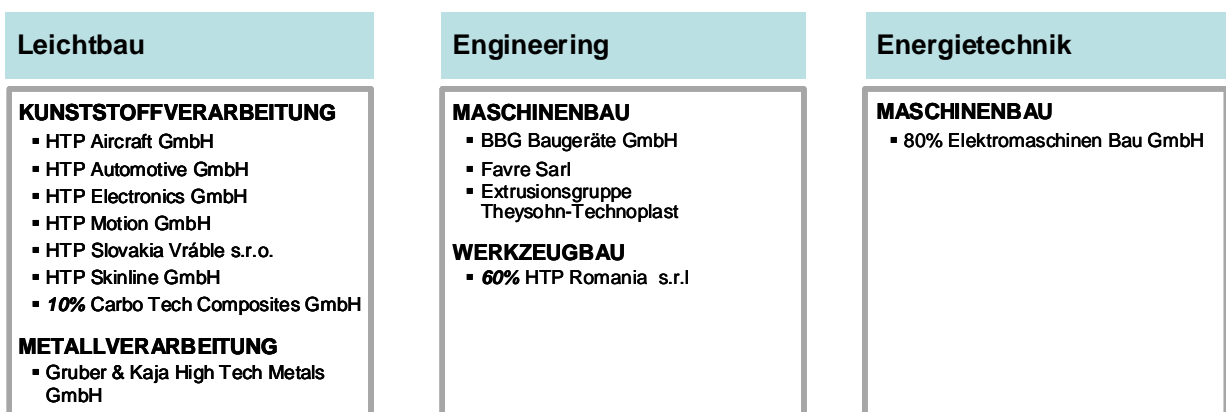 Leichtbau
KUNSTSTOFFVERARBEITUNG
▪ HTP Aircraft GmbH
▪ HTP Automotive GmbH
▪ HTP Electronics GmbH
▪ HTP Motion GmbH
▪ HTP Slovakia Vráble s.r.o.
▪ HTP Skinline GmbH
▪ 10% Carbo Tech Composites GmbH
METALLVERARBEITUNG
▪ Gruber & Kaja High Tech Metals
GmbH
Engineering
MASCHINENBAU
▪ BBG Baugeräte GmbH
▪ Favre Sarl
▪ Extrusionsgruppe
Theysohn-Technoplast
WERKZEUGBAU
▪ 60% HTP Romania s.r.l
Energietechnik
MASCHINENBAU
▪ 80% Elektromaschinen Bau GmbH